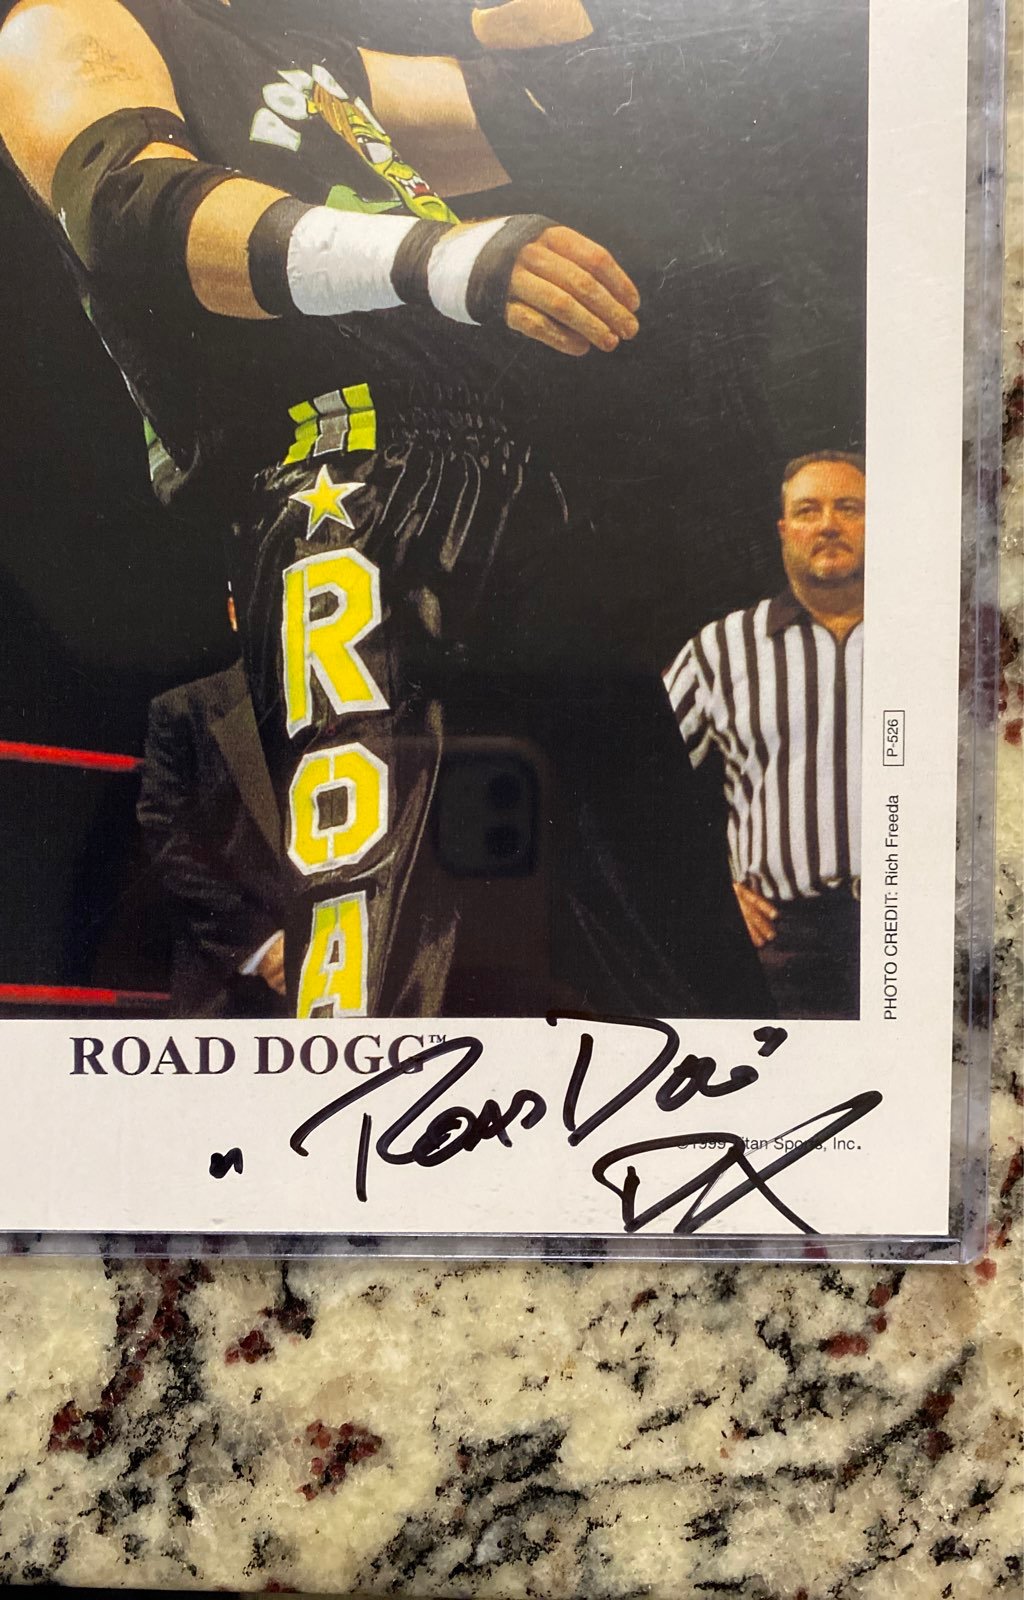 ROA
P-526
PHOTO CREDIT: Rich Freeda
ROAD DOGG™
"ROAD DOGG"
©1999 Titan Sports, Inc.
DX